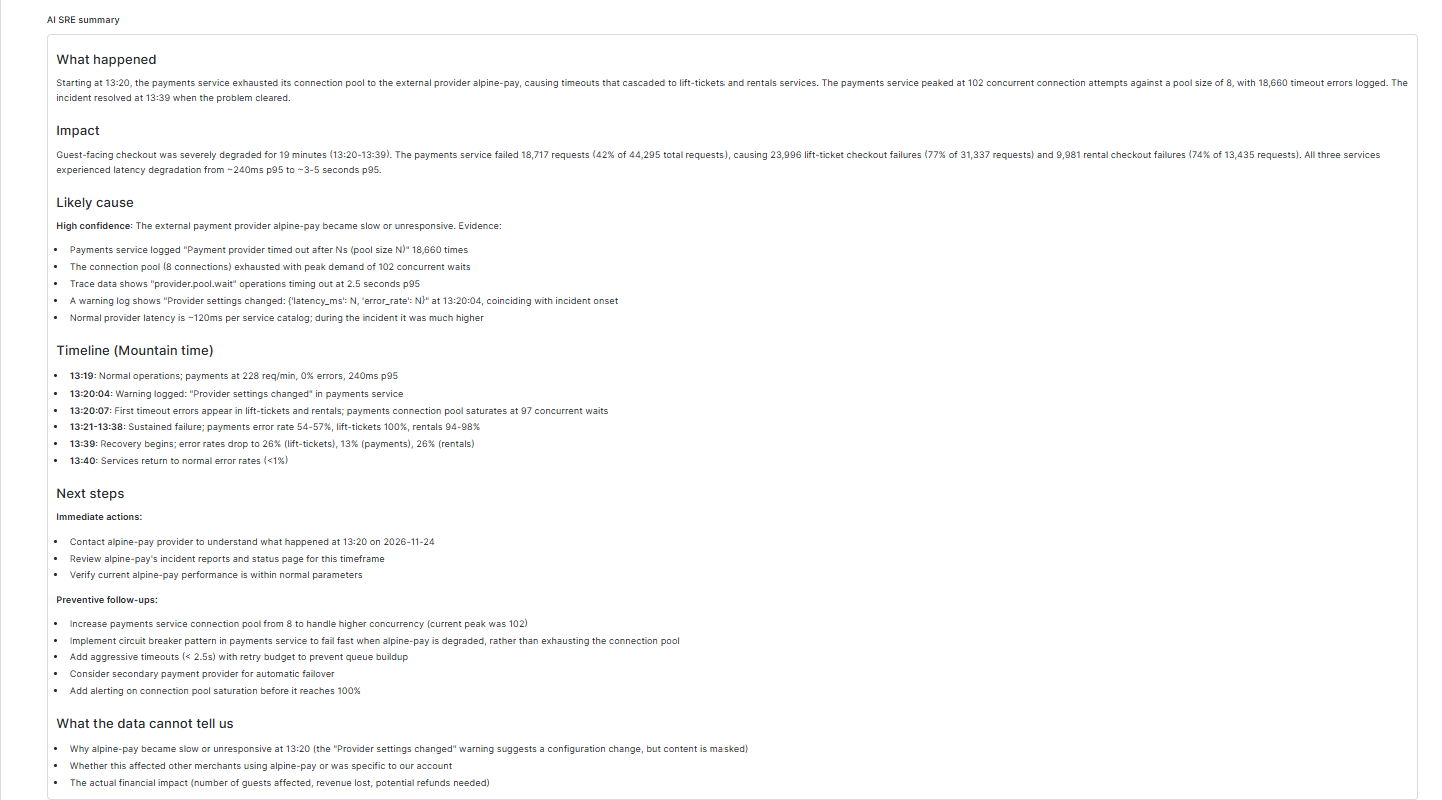 AI SRE summary
What happened
Starting at 13:20, the payments service exhausted its connection pool to the external provider alpine-pay, causing timeouts that cascaded to lift-tickets and rentals services. The payments service peaked at 102 concurrent connection attempts against a pool size of 8, with 18,660 timeout errors logged. The
incident resolved at 13:39 when the problem cleared.
Impact
Guest-facing checkout was severely degraded for 19 minutes (13:20-13:39). The payments service failed 18,717 requests (42% of 44,295 total requests), causing 23,996 lift-ticket checkout failures (77% of 31,337 requests) and 9,981 rental checkout failures (74% of 13,435 requests). All three services
experienced latency degradation from ~240ms p95 to ~3-5 seconds p95.
Likely cause
High confidence: The external payment provider alpine-pay became slow or unresponsive. Evidence:
• Payments service logged "Payment provider timed out after Ns (pool size N)" 18,660 times
• The connection pool (8 connections) exhausted with peak demand of 102 concurrent waits
• Trace data shows "provider.pool.wait" operations timing out at 2.5 seconds p95
• A warning log shows "Provider settings changed: {'latency_ms': N, 'error_rate': N}" at 13:20:04, coinciding with incident onset
• Normal provider latency is ~120ms per service catalog; during the incident it was much higher
Timeline (Mountain time)
• 13:19: Normal operations; payments at 228 req/min, 0% errors, 240ms p95
• 13:20:04: Warning logged: "Provider settings changed" in payments service
• 13:20:07: First timeout errors appear in lift-tickets and rentals; payments connection pool saturates at 97 concurrent waits
• 13:21-13:38: Sustained failure; payments error rate 54-57%, lift-tickets 100%, rentals 94-98%
• 13:39: Recovery begins; error rates drop to 26% (lift-tickets), 13% (payments), 26% (rentals)
• 13:40: Services return to normal error rates (<1%)
Next steps
Immediate actions:
• Contact alpine-pay provider to understand what happened at 13:20 on 2026-11-24
• Review alpine-pay's incident reports and status page for this timeframe
• Verify current alpine-pay performance is within normal parameters
Preventive follow-ups:
• Increase payments service connection pool from 8 to handle higher concurrency (current peak was 102)
• Implement circuit breaker pattern in payments service to fail fast when alpine-pay is degraded, rather than exhausting the connection pool
• Add aggressive timeouts (< 2.5s) with retry budget to prevent queue buildup
• Consider secondary payment provider for automatic failover
• Add alerting on connection pool saturation before it reaches 100%
What the data cannot tell us
• Why alpine-pay became slow or unresponsive at 13:20 (the "Provider settings changed" warning suggests a configuration change, but content is masked)
• Whether this affected other merchants using alpine-pay or was specific to our account
• The actual financial impact (number of guests affected, revenue lost, potential refunds needed)